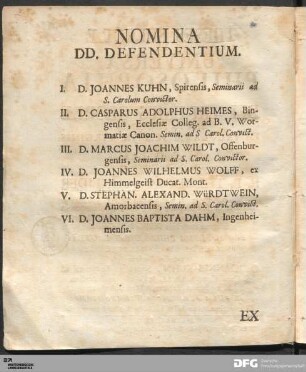 NOMINA
DD. DEFENDENTIUM.
I. D. JOANNES KUHN, Spirensis, Seminarii ad
S. Carolum Convictor.
II. D. CASPARUS ADOLPHUS HEIMES, Bin-
gensis, Ecclesiæ Colleg. ad B. V. Wor-
matiæ Canon. Semin. ad S Carol. Convict.
III. D. MARCUS JOACHIM WILDT, Offenbur-
gensis, Seminarii ad S. Carol. Convictor.
IV. D. JOANNES WILHELMUS WOLFF, ex
Himmelgeist Ducat. Mont.
V. D. STEPHAN. ALEXAND. WüRDTWEIN,
Amorbacensis, Semin. ad S. Carol. Convict.
VI. D. JOANNES BAPTISTA DAHM, Ingenhei-
mensis.
EX
DFG